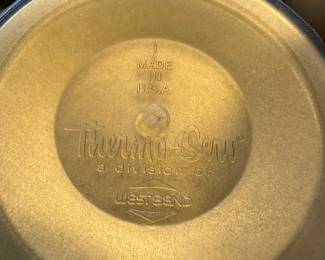 1
MADE
IN
U.S.A.
Thermo-Serv
a division of
WEST BEND